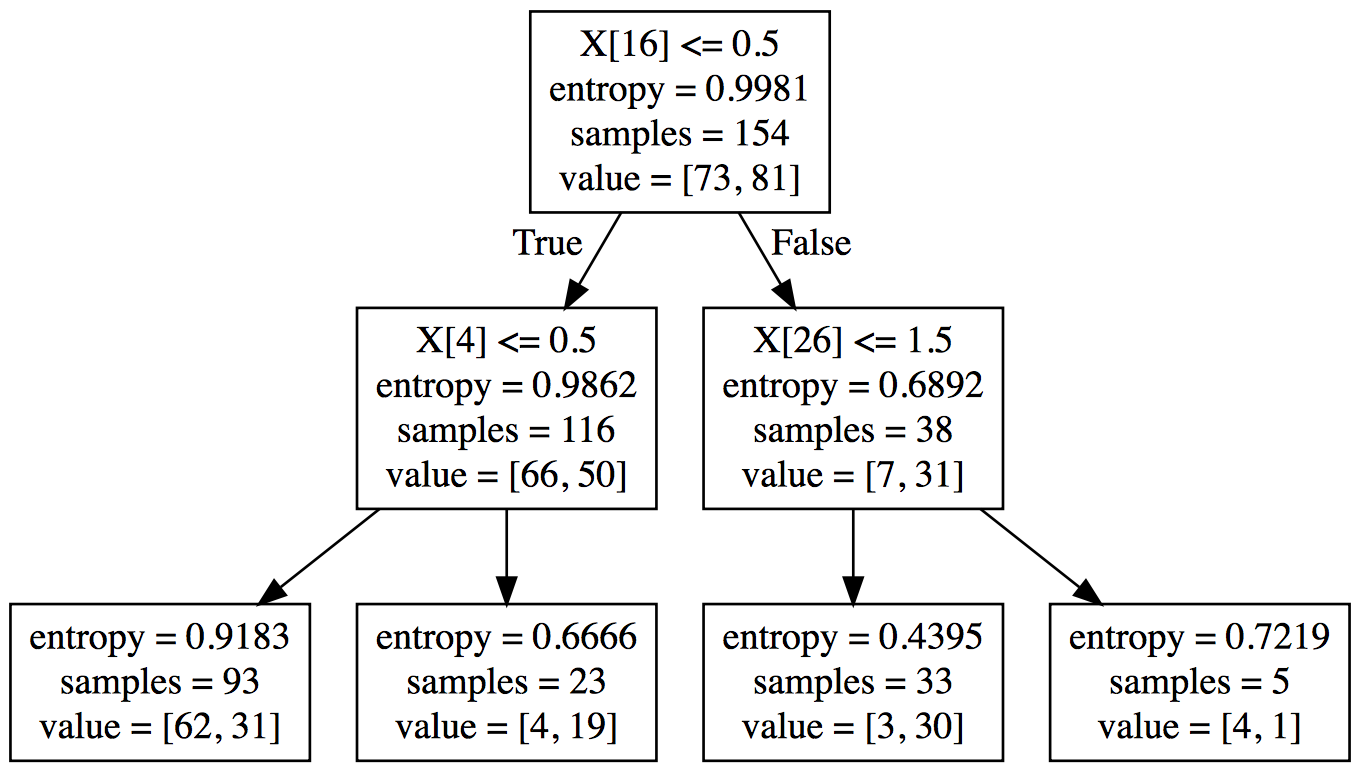 X[16] <= 0.5
entropy = 0.9981
samples = 154
value = [73, 81]
True
False
X[4] <= 0.5
entropy = 0.9862
samples = 116
value = [66, 50]
X[26] <= 1.5
entropy = 0.6892
samples = 38
value = [7, 31]
entropy = 0.9183
samples = 93
value = [62, 31]
entropy = 0.6666
samples = 23
value = [4, 19]
entropy = 0.4395
samples = 33
value = [3, 30]
entropy = 0.7219
samples = 5
value = [4, 1]